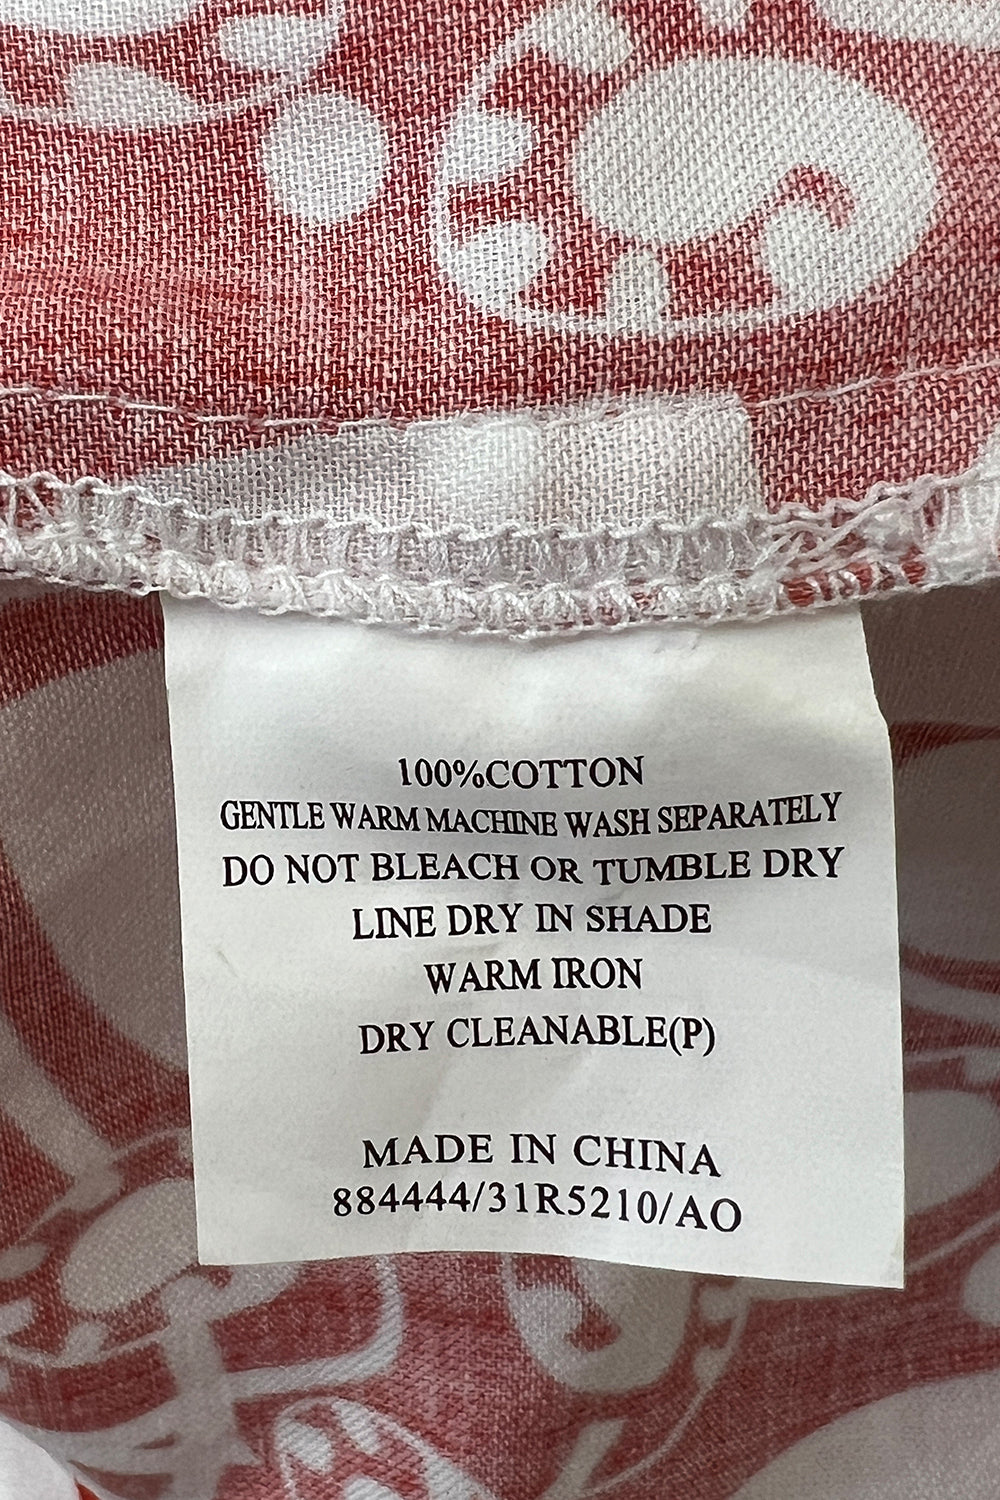 100%COTTON
GENTLE WARM MACHINE WASH SEPARATELY
DO NOT BLEACH OR TUMBLE DRY
LINE DRY IN SHADE
WARM IRON
DRY CLEANABLE(P)
MADE IN CHINA
884444/31R5210/AO